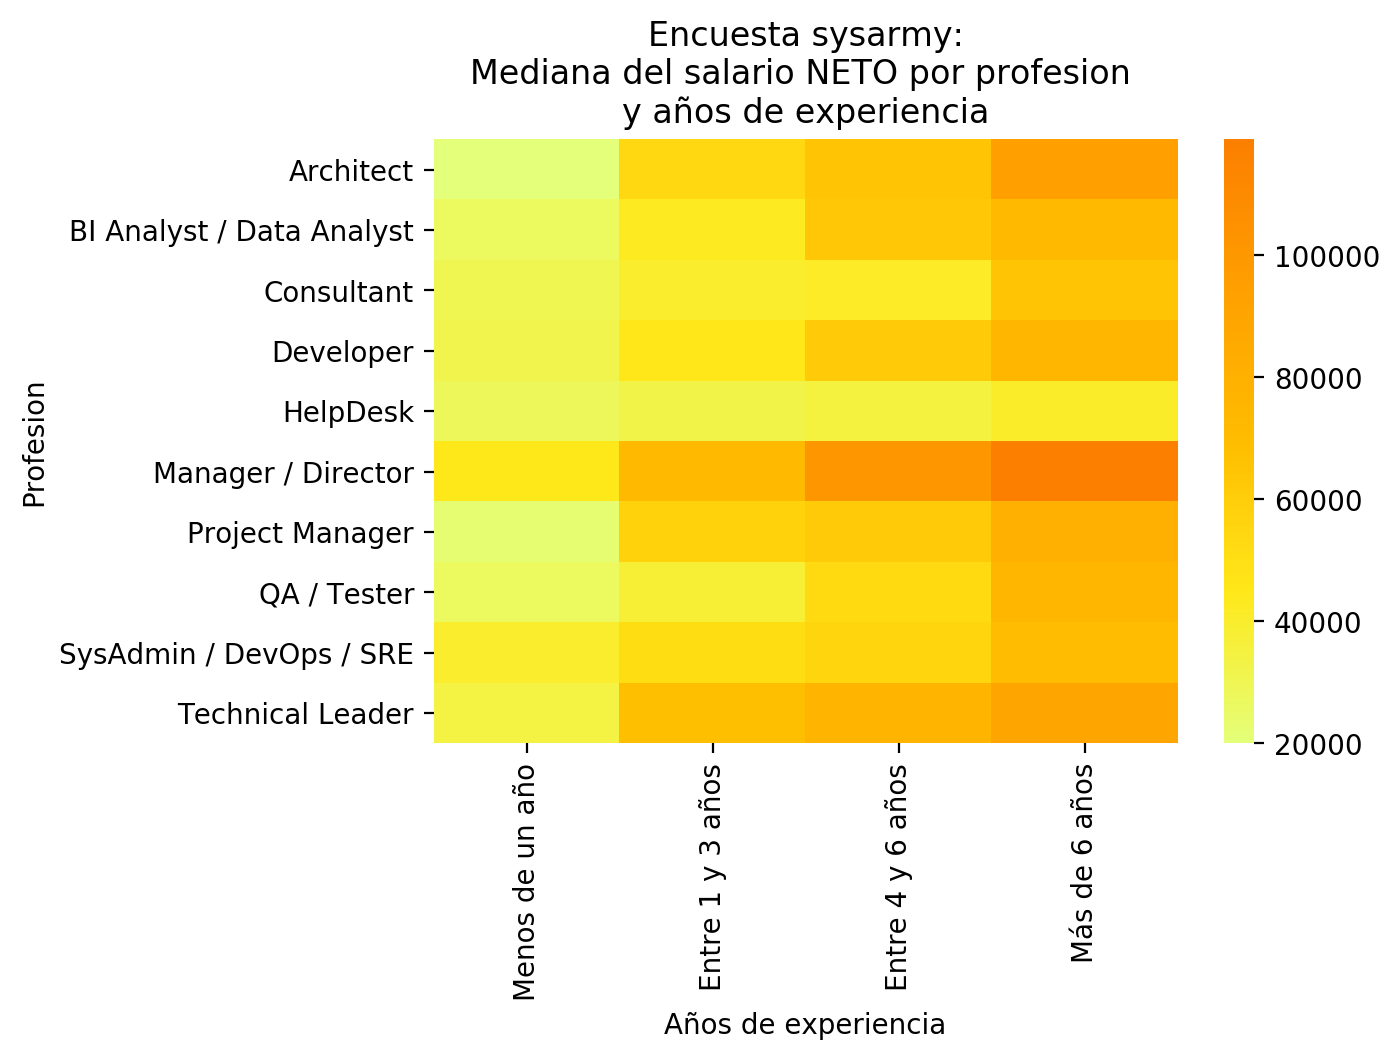 Encuesta sysarmy:
Mediana del salario NETO por profesion
y años de experiencia
Profesion
Architect
BI Analyst / Data Analyst
Consultant
Developer
HelpDesk
Manager / Director
Project Manager
QA / Tester
SysAdmin / DevOps / SRE
Technical Leader
Menos de un año
Entre 1 y 3 años
Entre 4 y 6 años
Más de 6 años
Años de experiencia
100000
80000
60000
40000
20000